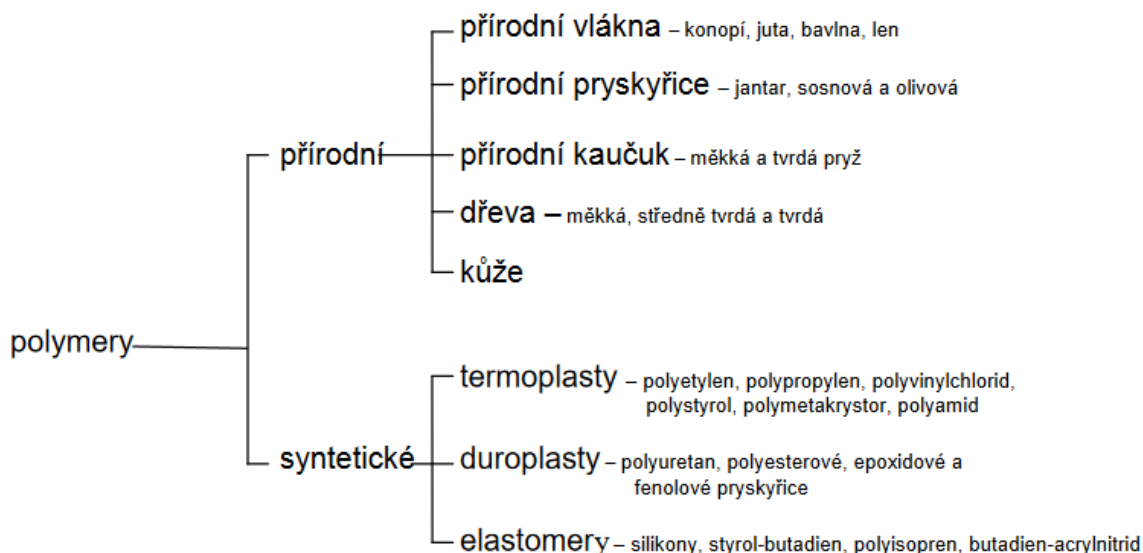 přírodní vlákna – konopí, juta, bavlna, len
přírodní pryskyřice – jantar, sosnová a olivová
přírodní
přírodní kaučuk – měkká a tvrdá pryž
dřeva – měkká, středně tvrdá a tvrdá
kůže
polymery
termoplasty – polyetylen, polypropylen, polyvinylchlorid,
polystyrol, polymetakrystor, polyamid
syntetické
duroplasty – polyuretan, polyesterové, epoxidové a
fenolové pryskyřice
elastomery – silikony, styrol-butadien, polyisopren, butadien-acrylnitrid